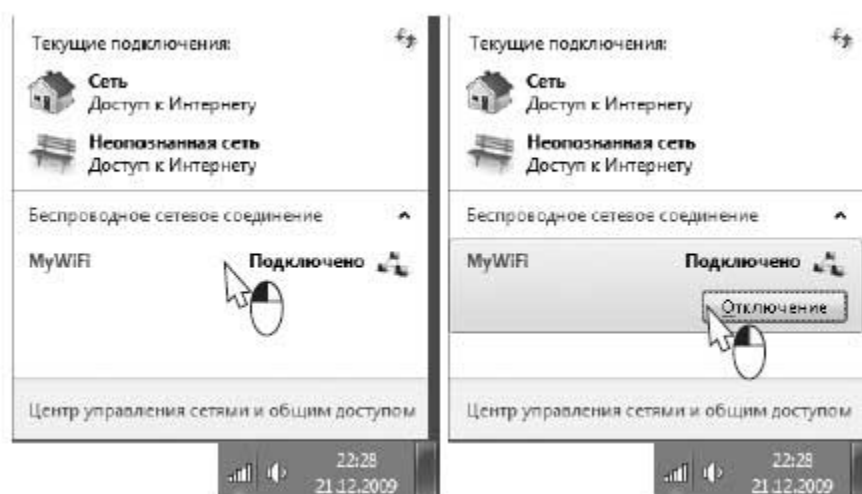 Текущие подключения:
Сеть
Доступ к Интернету
Неопознанная сеть
Доступ к Интернету
Беспроводное сетевое соединение
MyWiFi Подключено
Центр управления сетями и общим доступом
22:28
21.12.2009
Текущие подключения:
Сеть
Доступ к Интернету
Неопознанная сеть
Доступ к Интернету
Беспроводное сетевое соединение
MyWiFi Подключено
Отключение
Центр управления сетями и общим доступом
22:28
21.12.2009